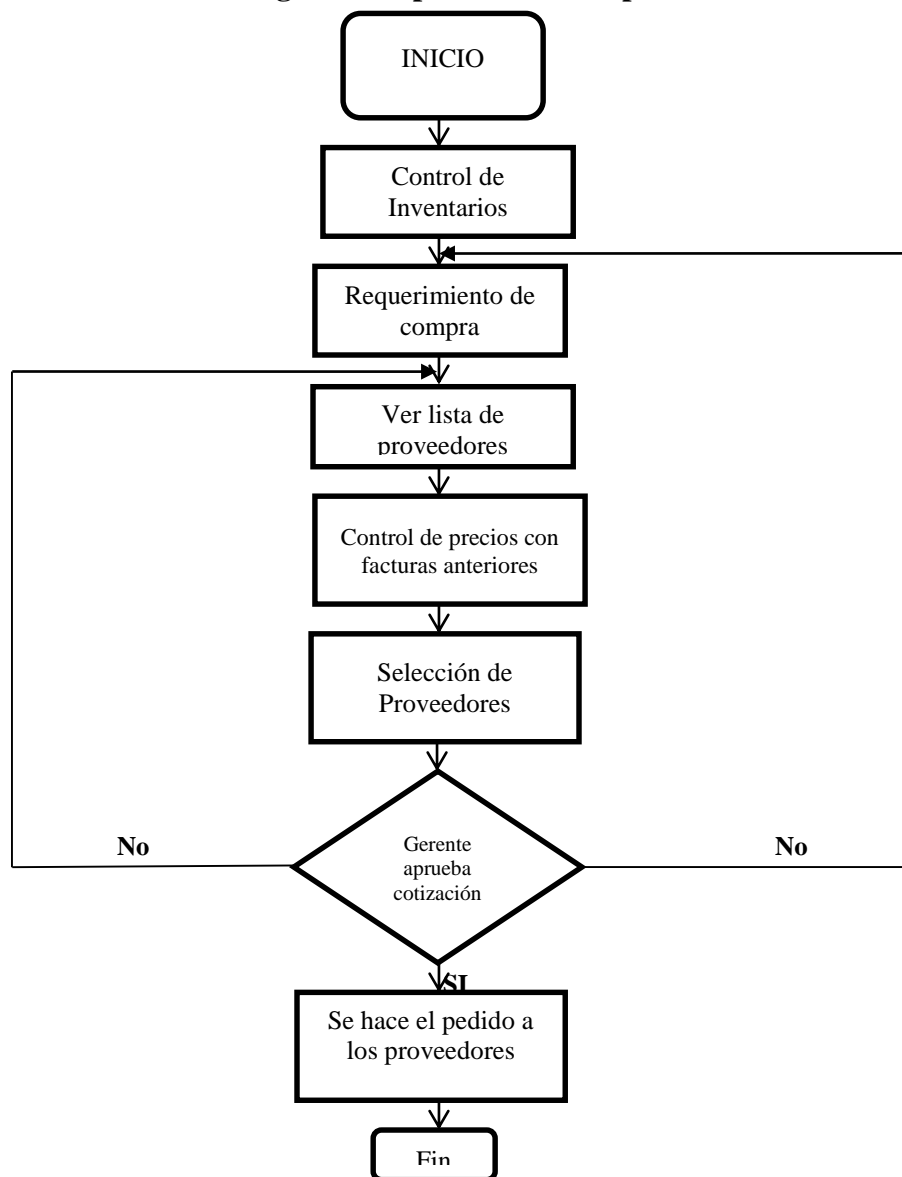 INICIO
Control de
Inventarios
Requerimiento de
compra
Ver lista de
proveedores
Control de precios con
facturas anteriores
Selección de
Proveedores
No
Gerente
aprueba
cotización
No
SI
Se hace el pedido a
los proveedores
Fin